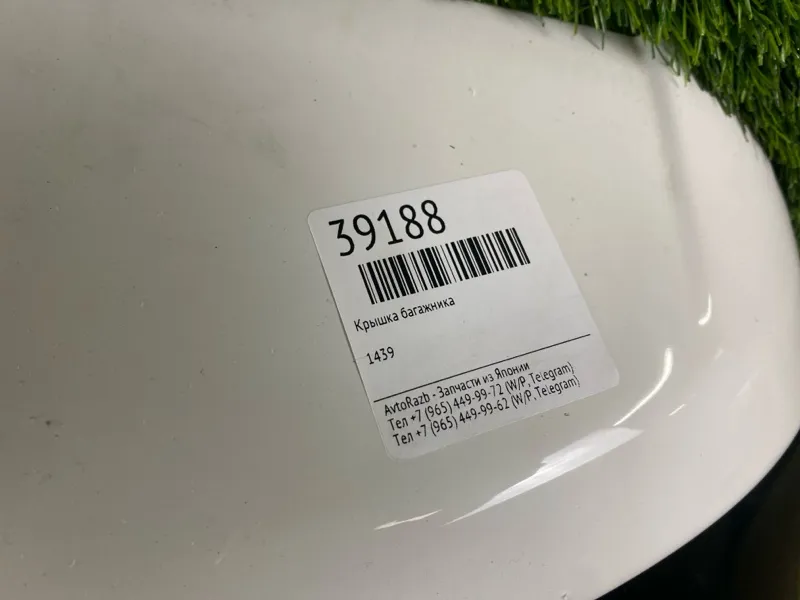 39188
Крышка багажника
1439
AvtoRazb - Запчасти из Японии
Тел +7 (965) 449-99-72 (W/P, Telegram)
Тел +7 (965) 449-99-62 (W/P, Telegram)